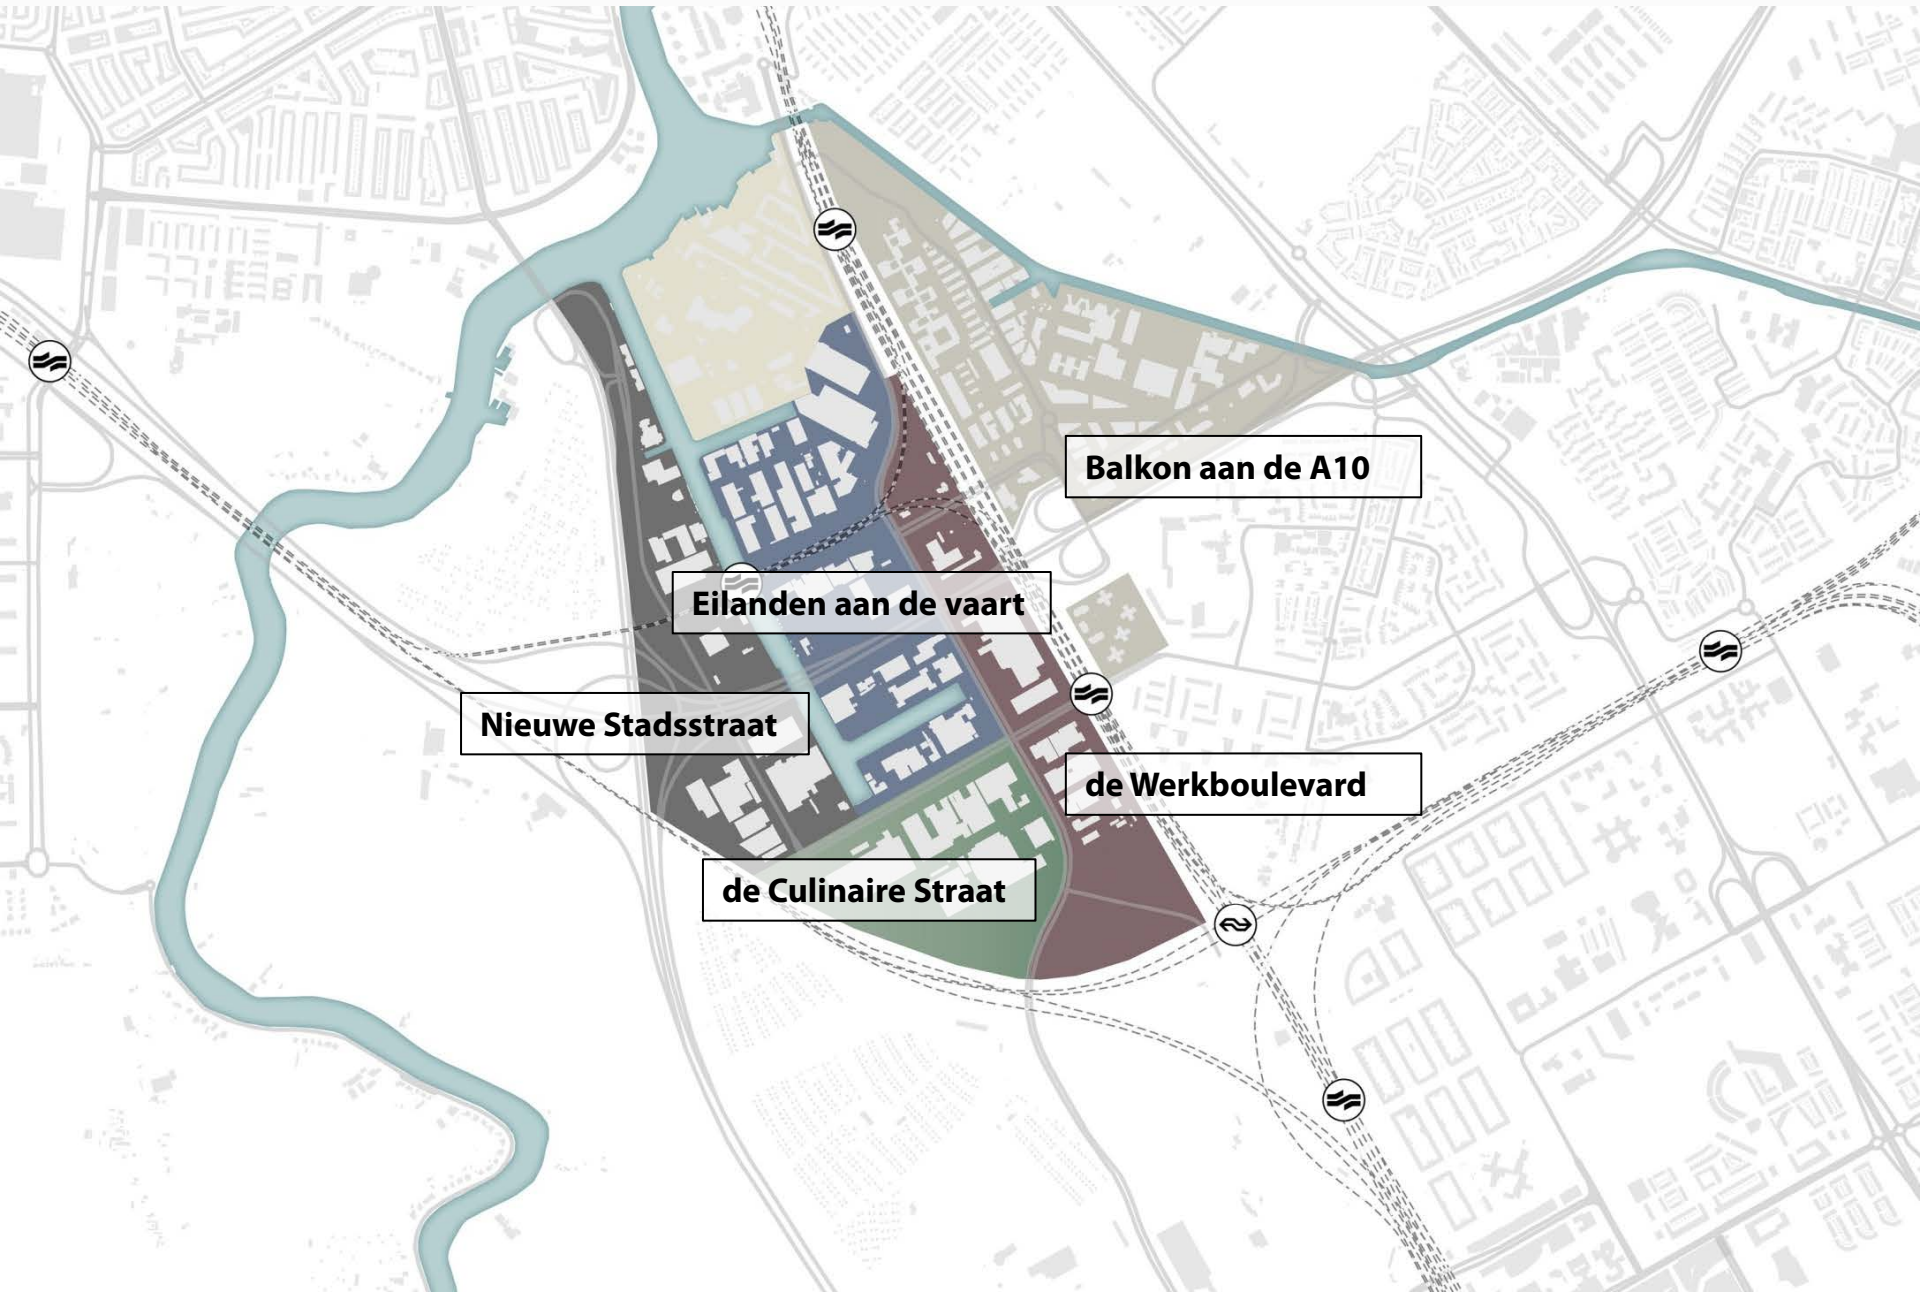 Balkon aan de A10
Eilanden aan de vaart
Nieuwe Stadsstraat
de Werkboulevard
de Culinaire Straat